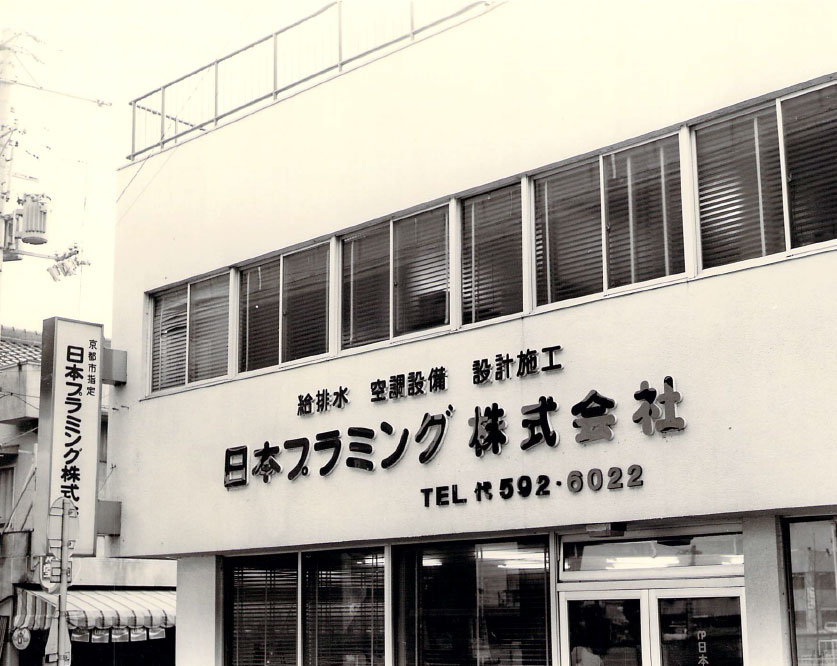 給排水 空調設備 設計施工
日本プラミング株式会社
TEL 代 592-6022
京都市指定
日本プラミング株式
日本